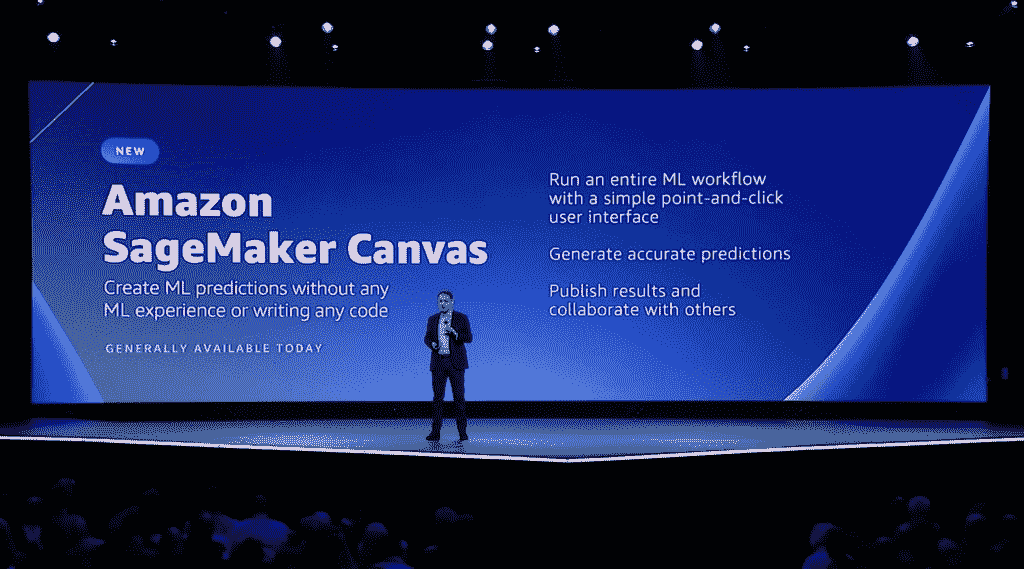 NEW
Amazon
SageMaker Canvas
Create ML predictions without any
ML experience or writing any code
GENERALLY AVAILABLE TODAY
Run an entire ML workflow
with a simple point-and-click
user interface
Generate accurate predictions
Publish results and
collaborate with others